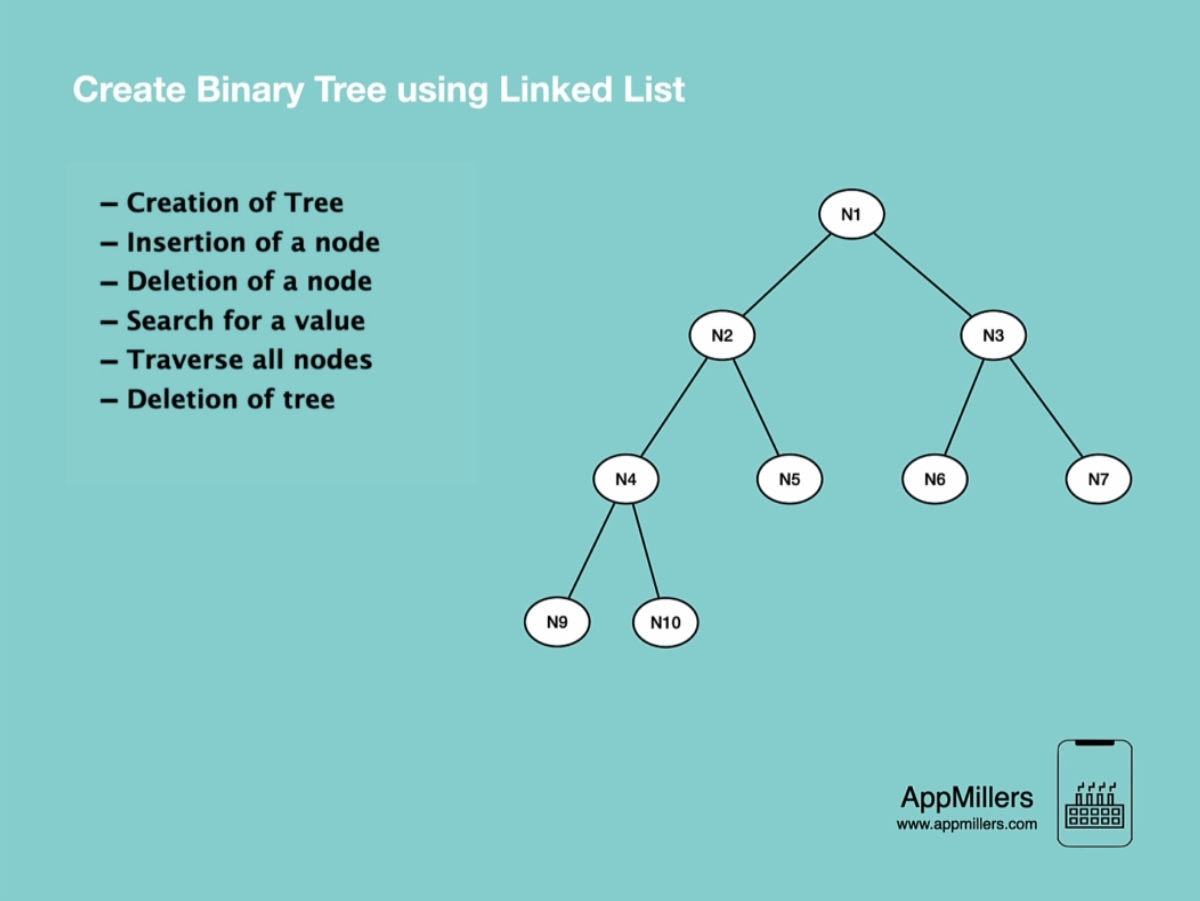 Create Binary Tree using Linked List
– Creation of Tree
– Insertion of a node
– Deletion of a node
– Search for a value
– Traverse all nodes
– Deletion of tree
N1
N2
N3
N4
N5
N6
N7
N9
N10
AppMillers
www.appmillers.com